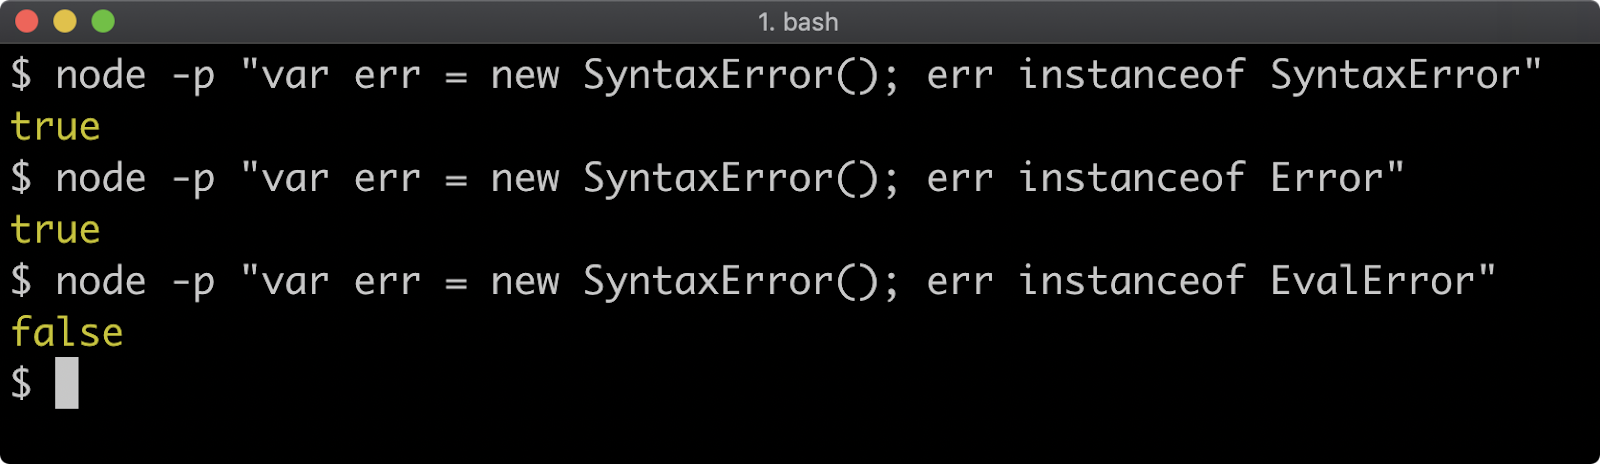 1. bash
$ node -p "var err = new SyntaxError(); err instanceof SyntaxError"
true
$ node -p "var err = new SyntaxError(); err instanceof Error"
true
$ node -p "var err = new SyntaxError(); err instanceof EvalError"
false
$